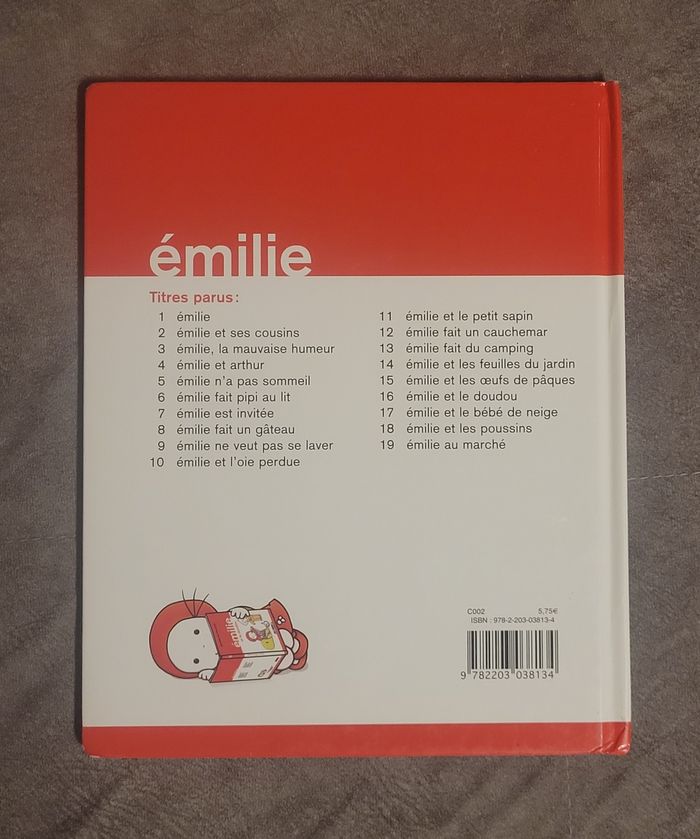 émilie
Titres parus :
1 émilie
2 émilie et ses cousins
3 émilie, la mauvaise humeur
4 émilie et arthur
5 émilie n'a pas sommeil
6 émilie fait pipi au lit
7 émilie est invitée
8 émilie fait un gâteau
9 émilie ne veut pas se laver
10 émilie et l'oie perdue
11 émilie et le petit sapin
12 émilie fait un cauchemar
13 émilie fait du camping
14 émilie et les feuilles du jardin
15 émilie et les œufs de pâques
16 émilie et le doudou
17 émilie et le bébé de neige
18 émilie et les poussins
19 émilie au marché
émilie
C002 5,75€
ISBN : 978-2-203-03813-4
9 782203 038134